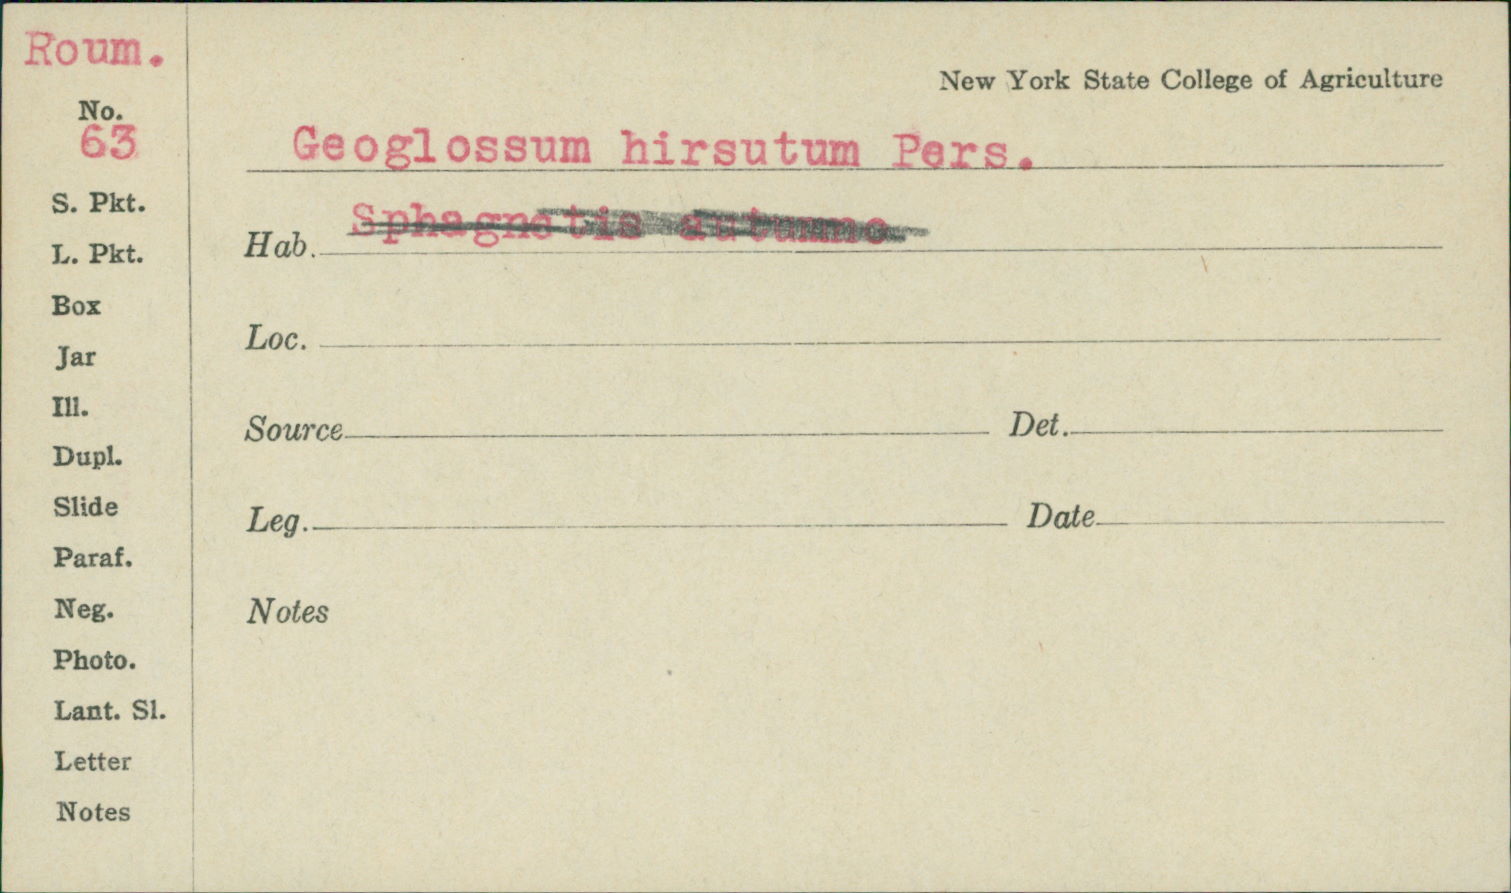 Roum.
New York State College of Agriculture
No.
63
Geoglossum hirsutum Pers.
S. Pkt.
Hab. Sphagnetis autumno
L. Pkt.
Box
Loc.
Jar
Ill.
Source
Det.
Dupl.
Slide
Leg.
Date
Paraf.
Neg.
Notes
Photo.
Lant. Sl.
Letter
Notes